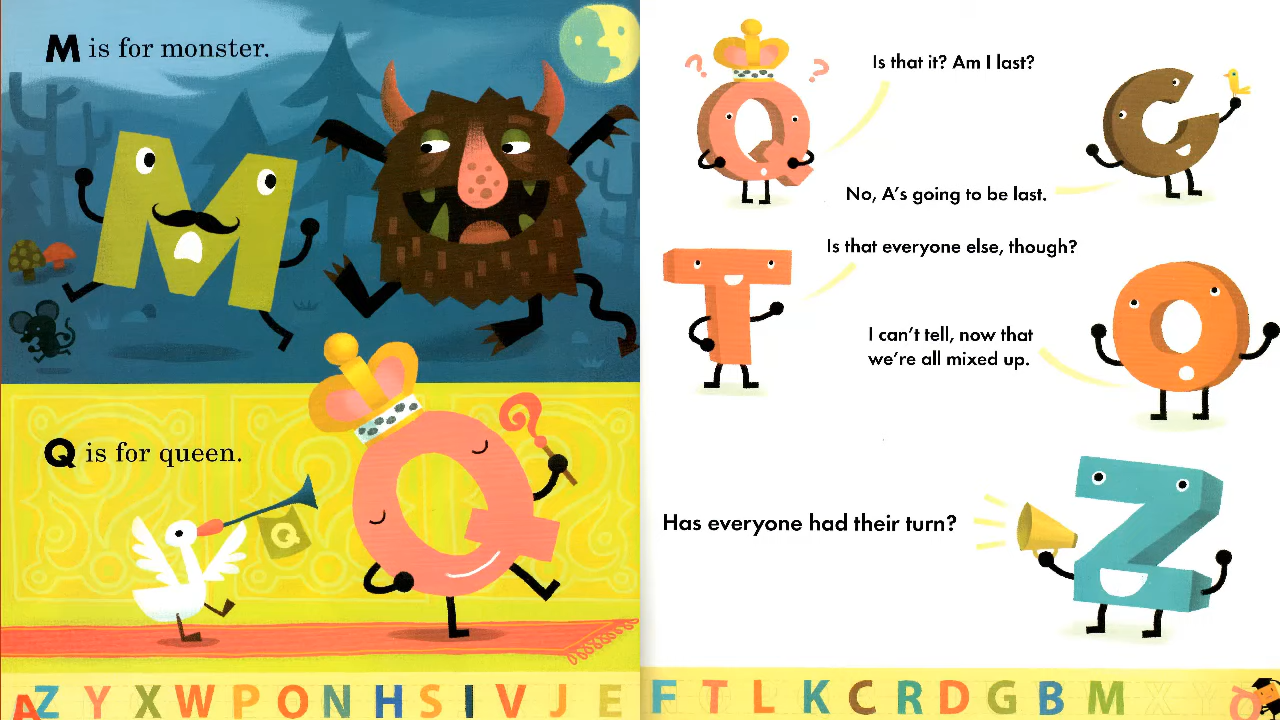 M is for monster.
Q is for queen.
Q
A Z Y X W P O N H S I V J E
Is that it? Am I last?
No, A's going to be last.
Is that everyone else, though?
I can't tell, now that
we're all mixed up.
Has everyone had their turn?
F T L K C R D G B M X Y Q